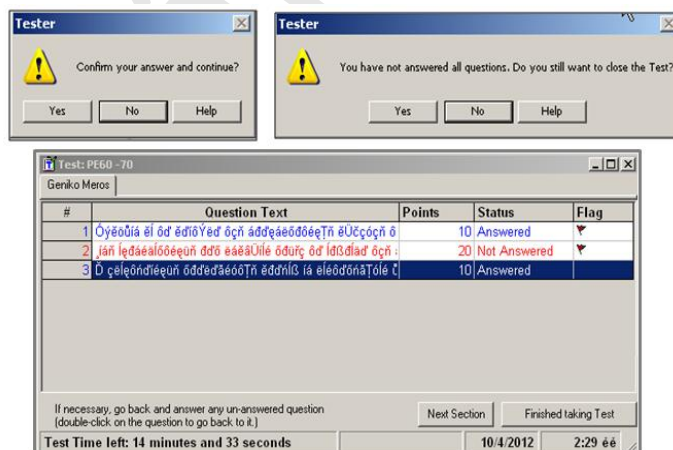 Tester
Confirm your answer and continue?
Yes No Help
Tester
You have not answered all questions. Do you still want to close the Test?
Yes No Help
Test: PE60 -70
Geniko Meros
# Question Text Points Status Flag
1 10 Answered
2 20 Not Answered
3 10 Answered
If necessary, go back and answer any un-answered question
(double-click on the question to go back to it.)
Next Section Finished taking Test
Test Time left: 14 minutes and 33 seconds 10/4/2012 2:29 éé